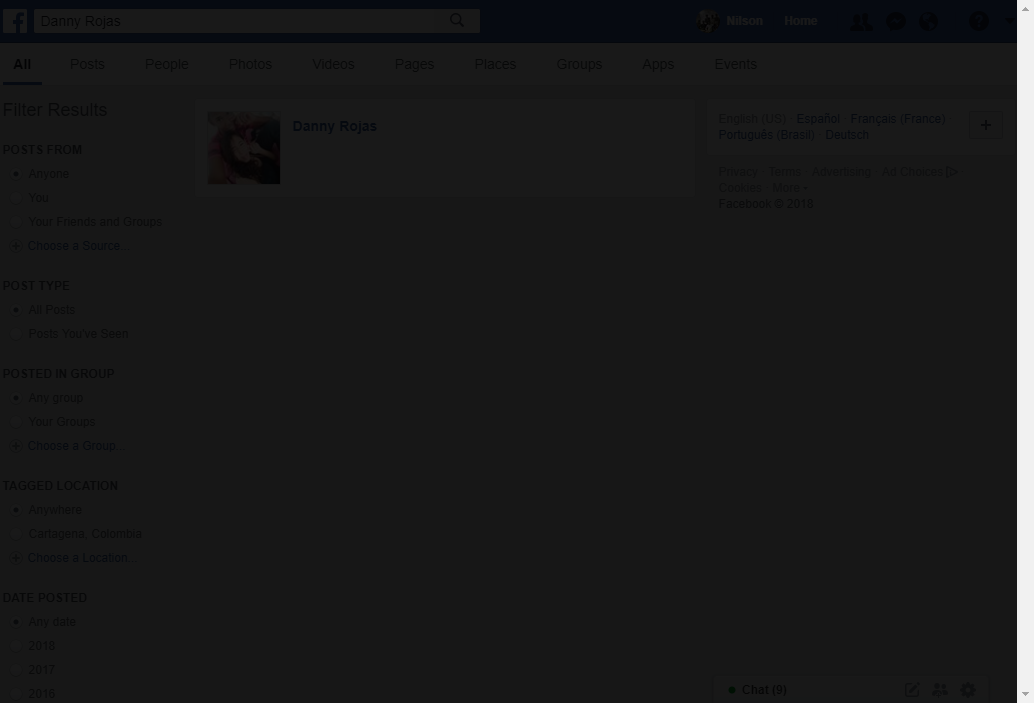 Danny Rojas
Nilson Home
All Posts People Photos Videos Pages Places Groups Apps Events
Filter Results
POSTS FROM
Anyone
You
Your Friends and Groups
Choose a Source...
POST TYPE
All Posts
Posts You've Seen
POSTED IN GROUP
Any group
Your Groups
Choose a Group...
TAGGED LOCATION
Anywhere
Cartagena, Colombia
Choose a Location...
DATE POSTED
Any date
2018
2017
2016
Danny Rojas
English (US) · Español · Français (France) ·
Português (Brasil) · Deutsch
Privacy · Terms · Advertising · Ad Choices
Cookies · More
Facebook © 2018
Chat (9)